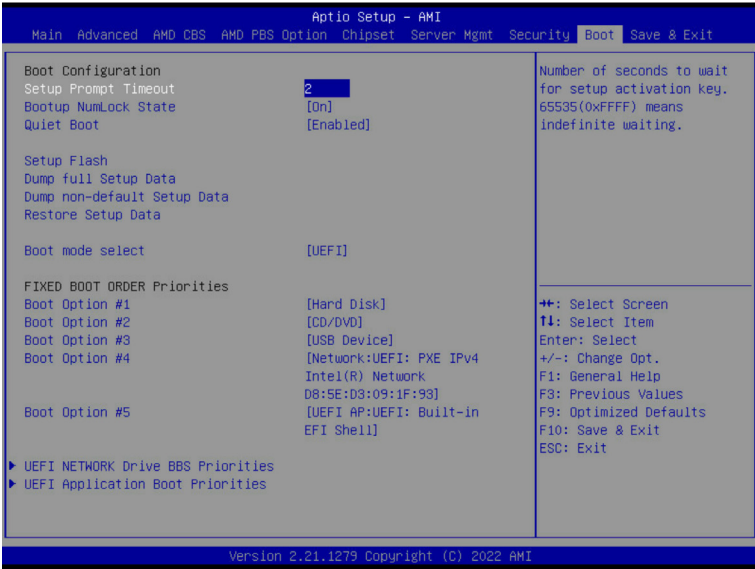 Aptio Setup – AMI
Main Advanced AMD CBS AMD PBS Option Chipset Server Mgmt Security Boot Save & Exit
Boot Configuration
Setup Prompt Timeout 2
Bootup NumLock State [On]
Quiet Boot [Enabled]
Setup Flash
Dump full Setup Data
Dump non-default Setup Data
Restore Setup Data
Boot mode select [UEFI]
FIXED BOOT ORDER Priorities
Boot Option #1 [Hard Disk]
Boot Option #2 [CD/DVD]
Boot Option #3 [USB Device]
Boot Option #4 [Network:UEFI: PXE IPv4
Intel(R) Network
D8:5E:D3:09:1F:93]
Boot Option #5 [UEFI AP:UEFI: Built-in
EFI Shell]
UEFI NETWORK Drive BBS Priorities
UEFI Application Boot Priorities
Number of seconds to wait
for setup activation key.
65535(0xFFFF) means
indefinite waiting.
→←: Select Screen
↑↓: Select Item
Enter: Select
+/-: Change Opt.
F1: General Help
F3: Previous Values
F9: Optimized Defaults
F10: Save & Exit
ESC: Exit
Version 2.21.1279 Copyright (C) 2022 AMI